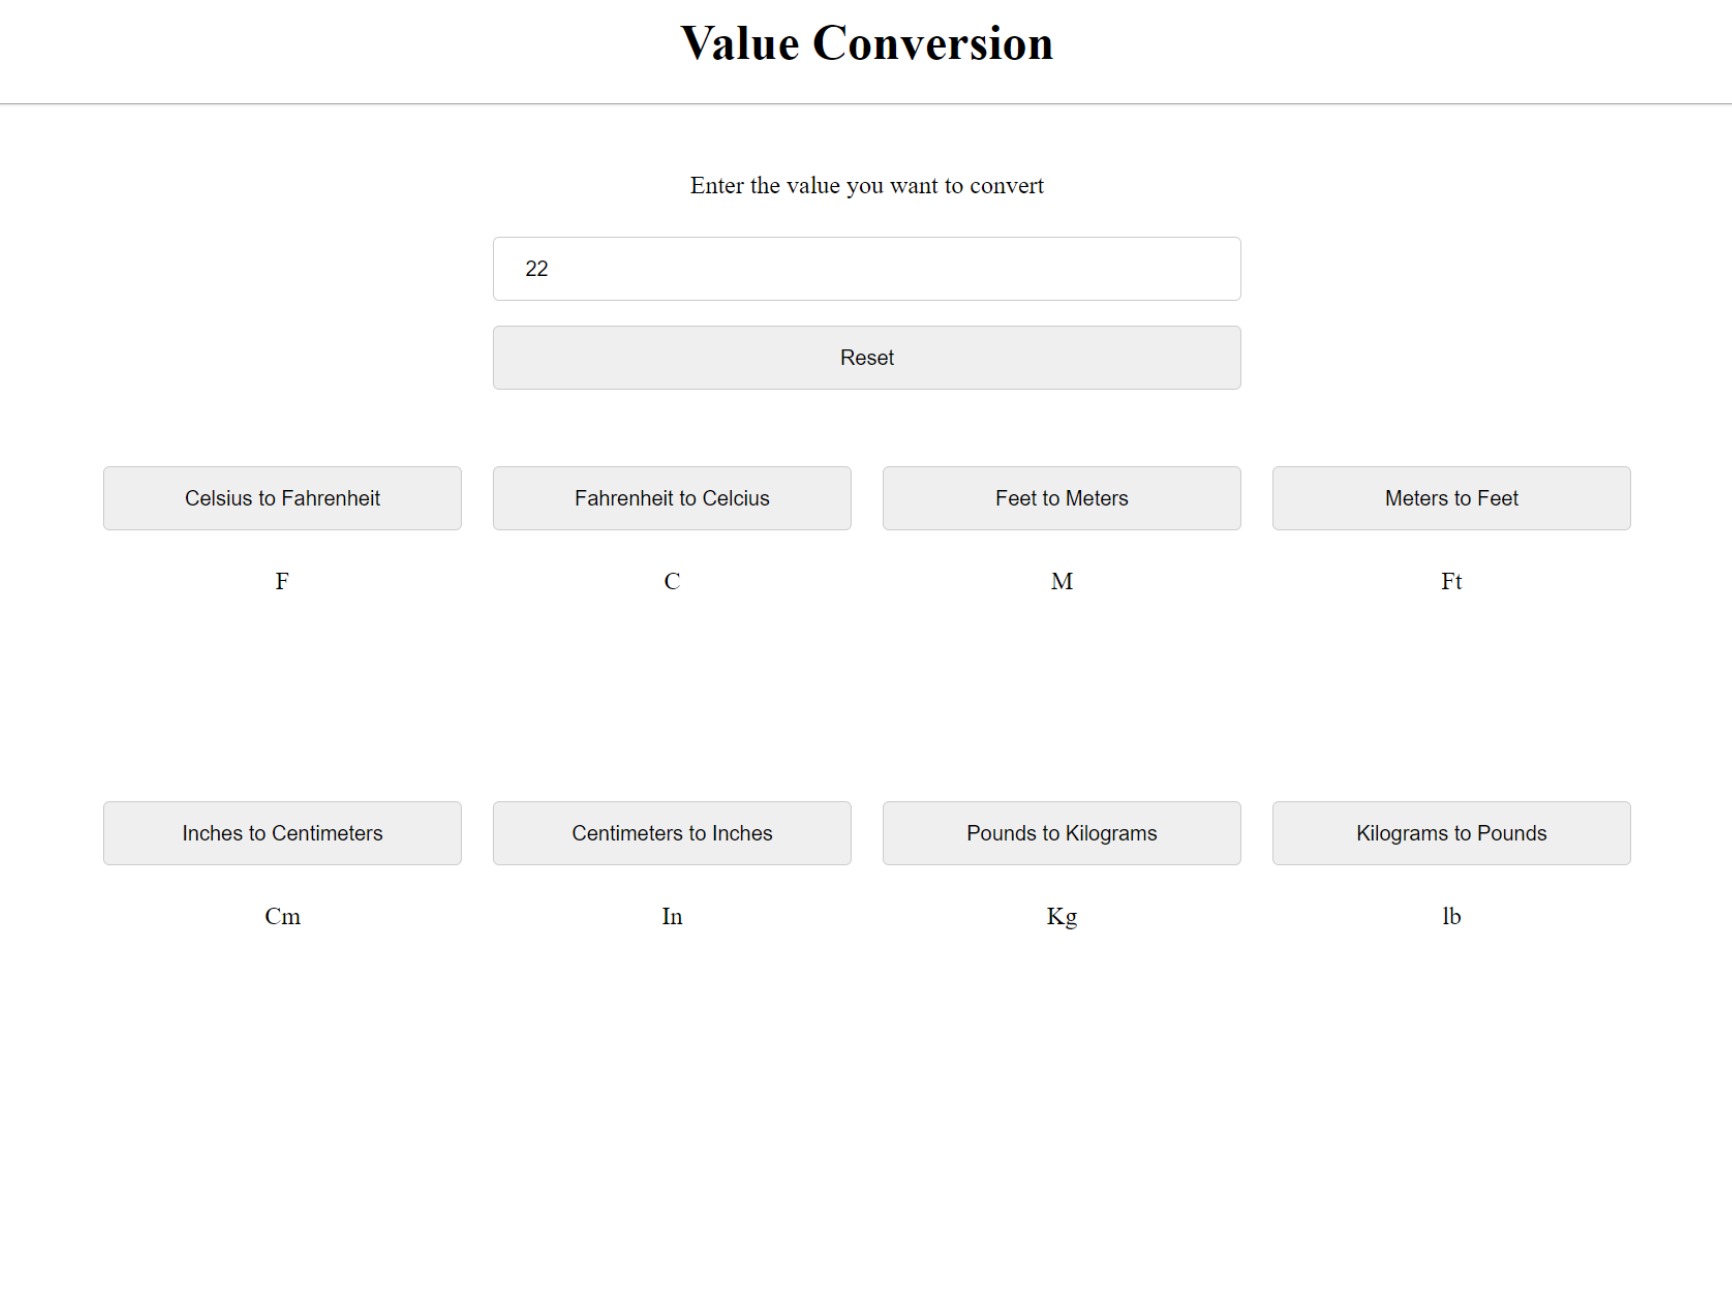 Value Conversion
Enter the value you want to convert
22
Reset
Celsius to Fahrenheit
Fahrenheit to Celcius
Feet to Meters
Meters to Feet
F
C
M
Ft
Inches to Centimeters
Centimeters to Inches
Pounds to Kilograms
Kilograms to Pounds
Cm
In
Kg
lb